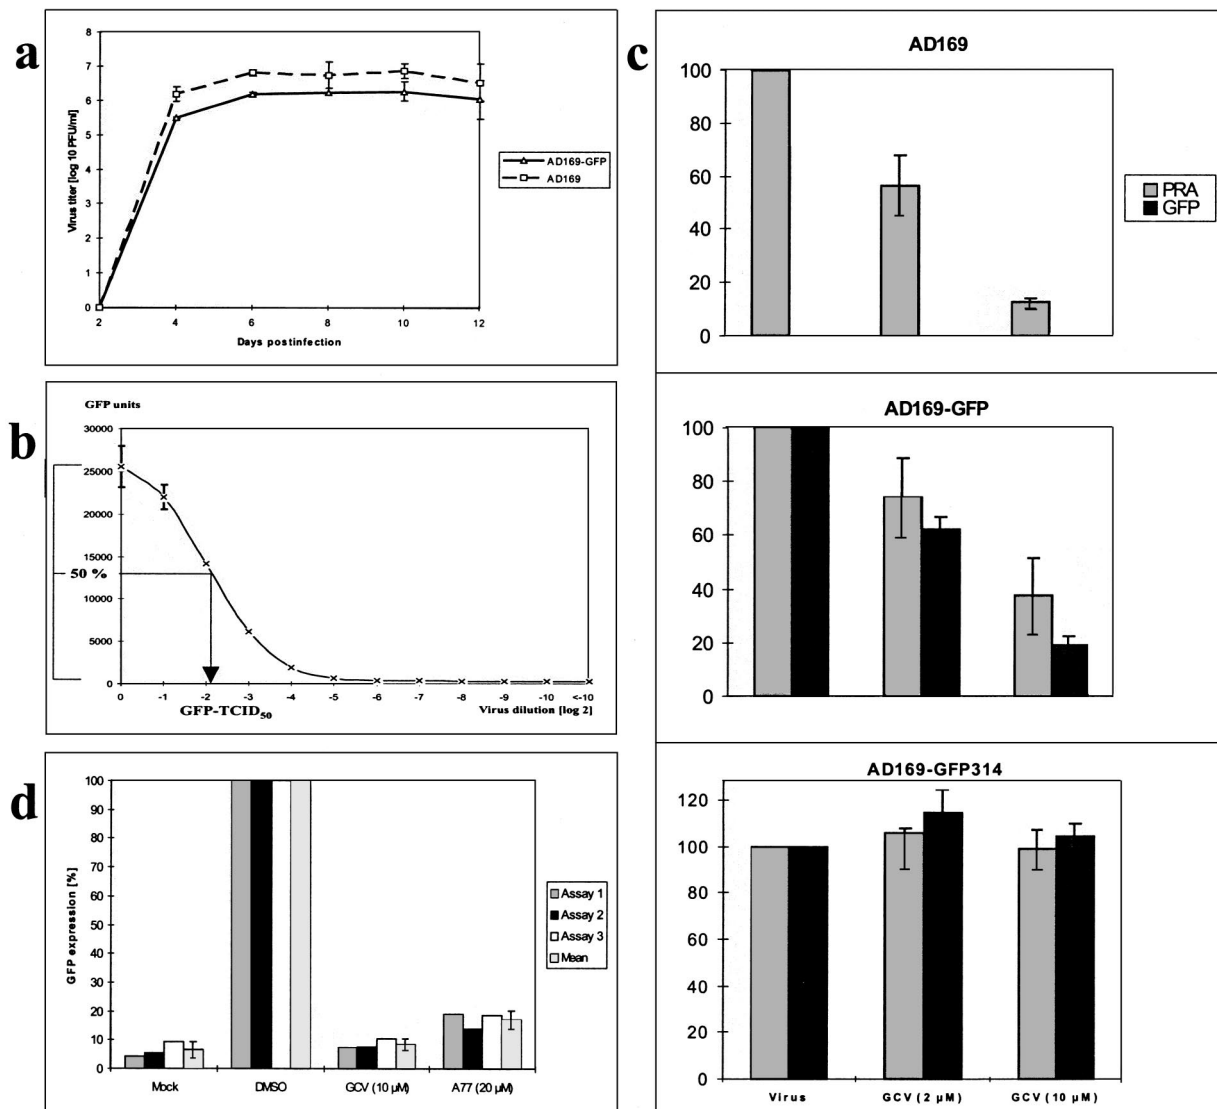 a
Virus titer [log 10 PFU/ml]
8
7
6
5
4
3
2
1
0
2 4 6 8 10 12
Days postinfection
AD169-GFP
AD169
b
GFP units
30000
25000
20000
15000
10000
5000
0
50 %
0 -1 -2 -3 -4 -5 -6 -7 -8 -9 -10 <-10
GFP-TCID50
Virus dilution [log 2]
d
GFP expression [%]
100
90
80
70
60
50
40
30
20
10
0
Mock DMSO GCV (10 µM) A77 (20 µM)
Assay 1
Assay 2
Assay 3
Mean
c
AD169
100
80
60
40
20
0
PRA
GFP
AD169-GFP
100
80
60
40
20
0
AD169-GFP314
120
100
80
60
40
20
0
Virus GCV (2 µM) GCV (10 µM)